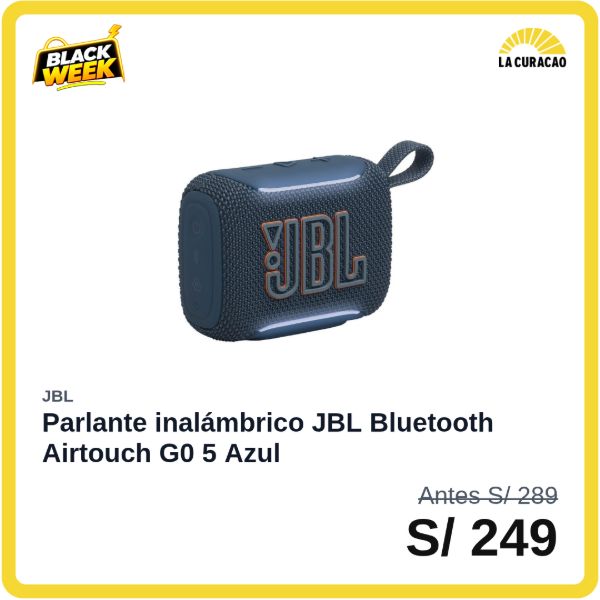 BLACK
WEEK
LA CURACAO
JBL
JBL
Parlante inalámbrico JBL Bluetooth
Airtouch G0 5 Azul
Antes S/ 289
S/ 249